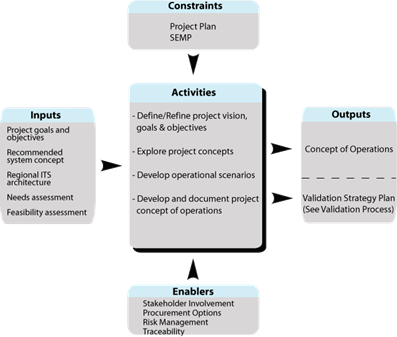 Constraints
Project Plan
SEMP
Activities
- Define/Refine project vision,
goals & objectives
- Explore project concepts
- Develop operational scenarios
- Develop and document project
concept of operations
Inputs
Project goals and
objectives
Recommended
system concept
Regional ITS
architecture
Needs assessment
Feasibility assessment
Outputs
Concept of Operations
Validation Strategy Plan
(See Validation Process)
Enablers
Stakeholder Involvement
Procurement Options
Risk Management
Traceability